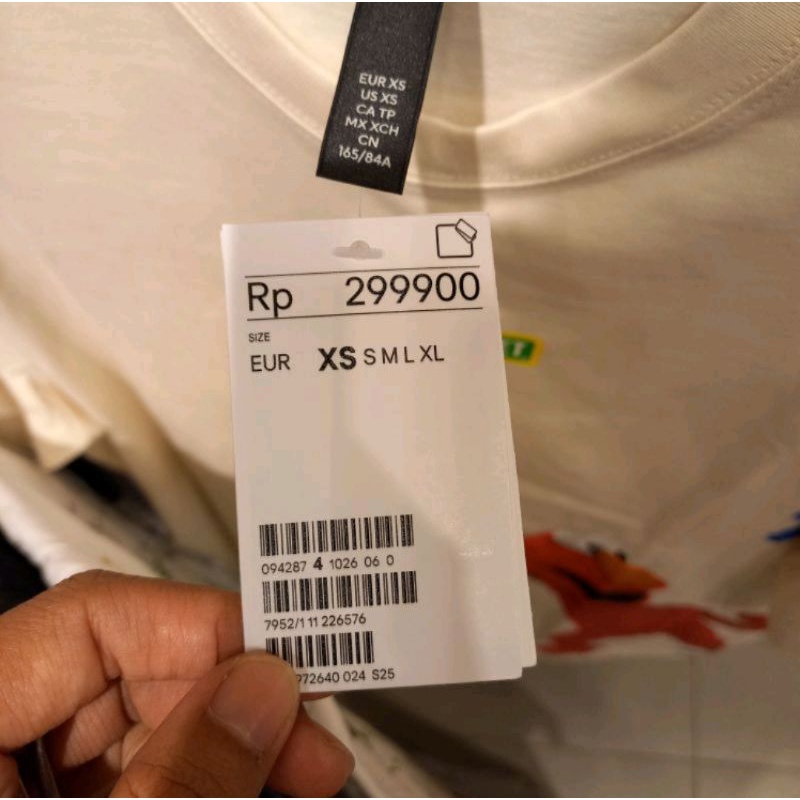 EUR XS
US XS
CA TP
MX XCH
CN
165/84A
Rp 299900
SIZE
EUR XS S M L XL
094287 4 1026 06 0
7952/1 11 226576
972640 024 S25